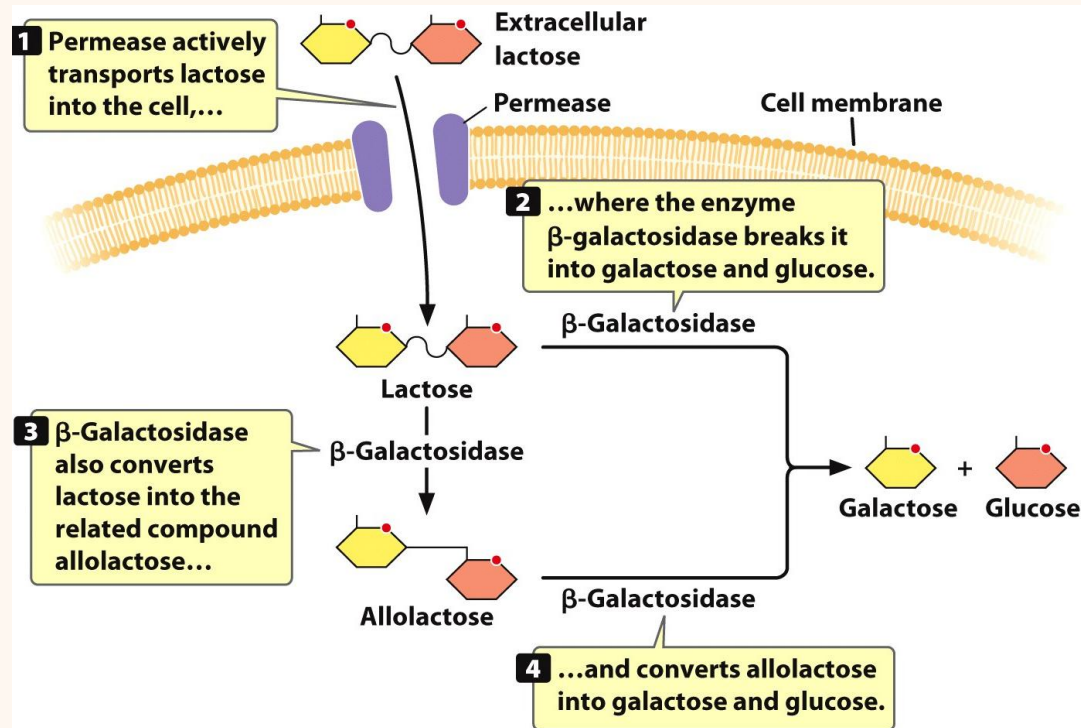 1 Permease actively
transports lactose
into the cell,…
Extracellular
lactose
Permease
Cell membrane
2 …where the enzyme
β-galactosidase breaks it
into galactose and glucose.
β-Galactosidase
Lactose
3 β-Galactosidase
also converts
lactose into the
related compound
allolactose…
β-Galactosidase
Galactose + Glucose
Allolactose
β-Galactosidase
4 …and converts allolactose
into galactose and glucose.